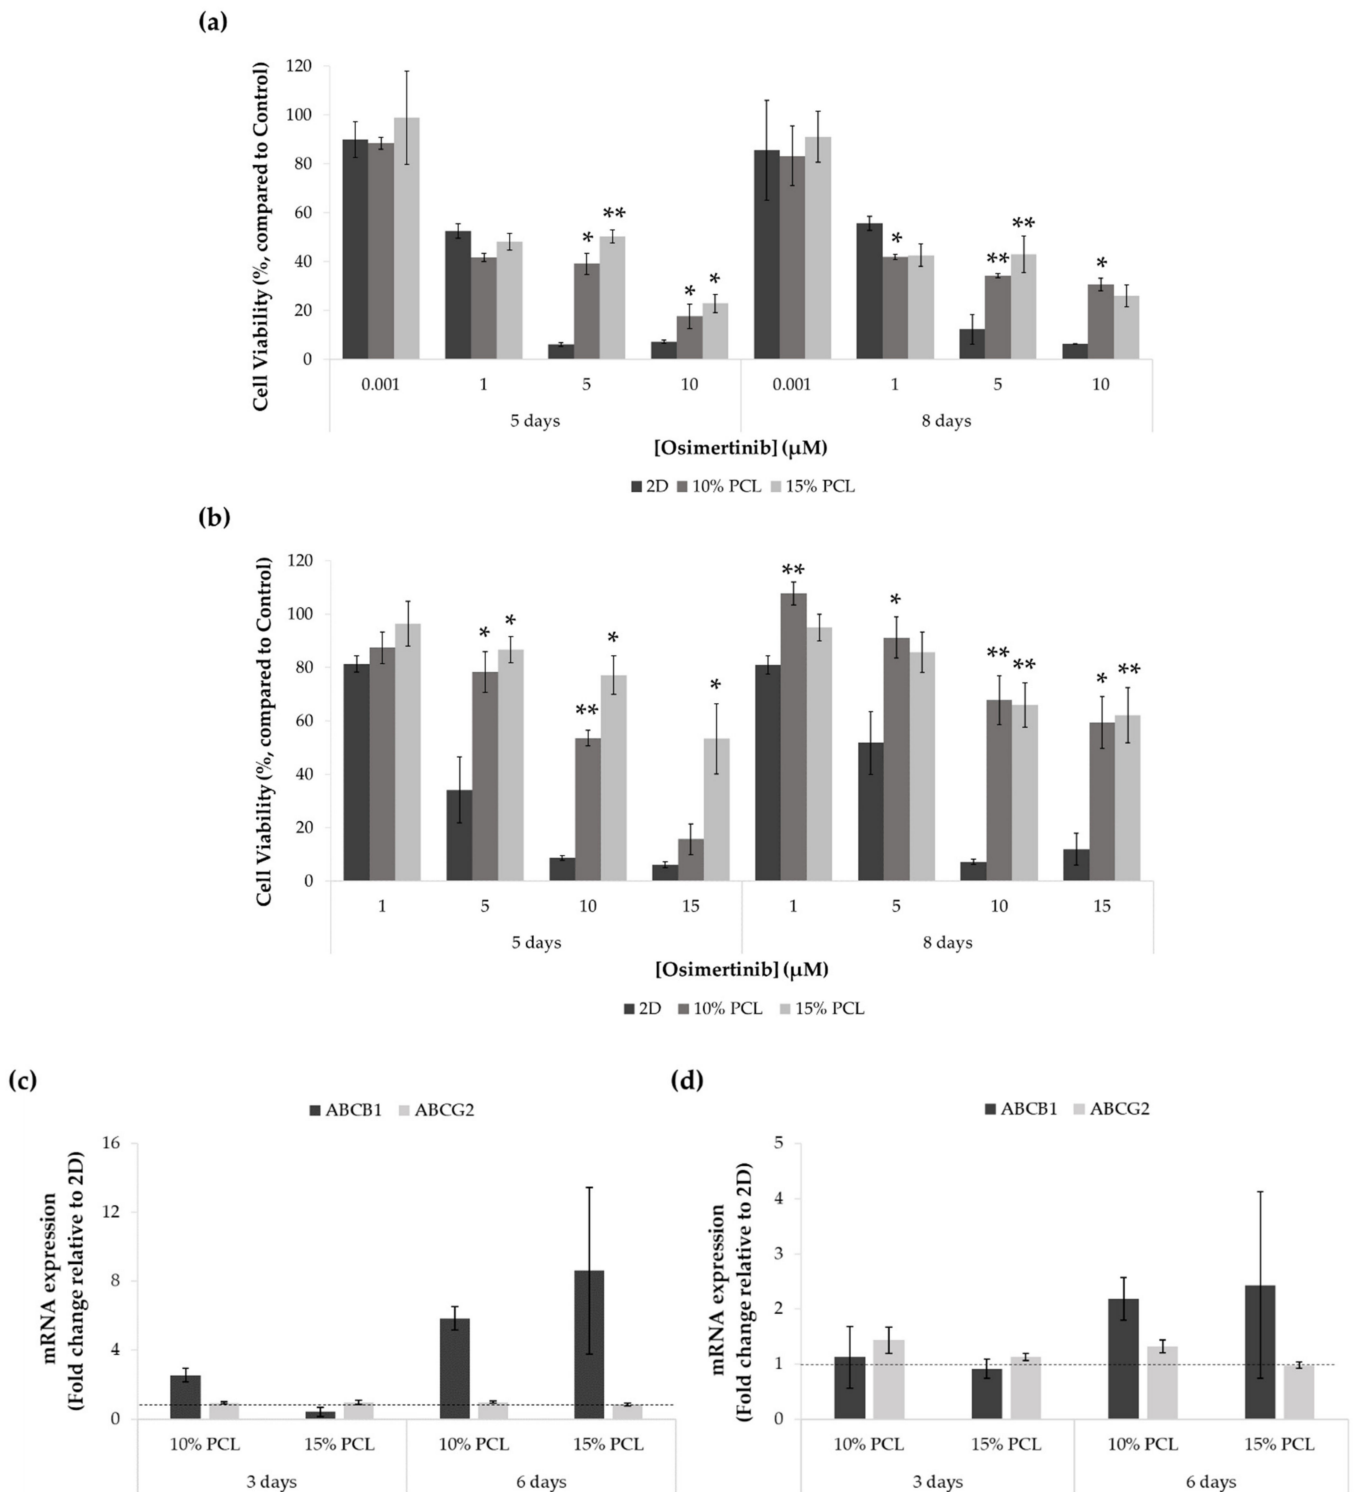 (a)
Cell Viability (%, compared to Control)
120
100
80
60
40
20
0
* ** * * * ** ** *
0.001 1 5 10 0.001 1 5 10
5 days 8 days
[Osimertinib] (µM)
2D 10% PCL 15% PCL
(b)
Cell Viability (%, compared to Control)
120
100
80
60
40
20
0
* * ** * * ** * ** ** * **
1 5 10 15 1 5 10 15
5 days 8 days
[Osimertinib] (µM)
2D 10% PCL 15% PCL
(c)
ABCB1 ABCG2
mRNA expression
(Fold change relative to 2D)
16
12
8
4
0
10% PCL 15% PCL 10% PCL 15% PCL
3 days 6 days
(d)
ABCB1 ABCG2
mRNA expression
(Fold change relative to 2D)
5
4
3
2
1
0
10% PCL 15% PCL 10% PCL 15% PCL
3 days 6 days